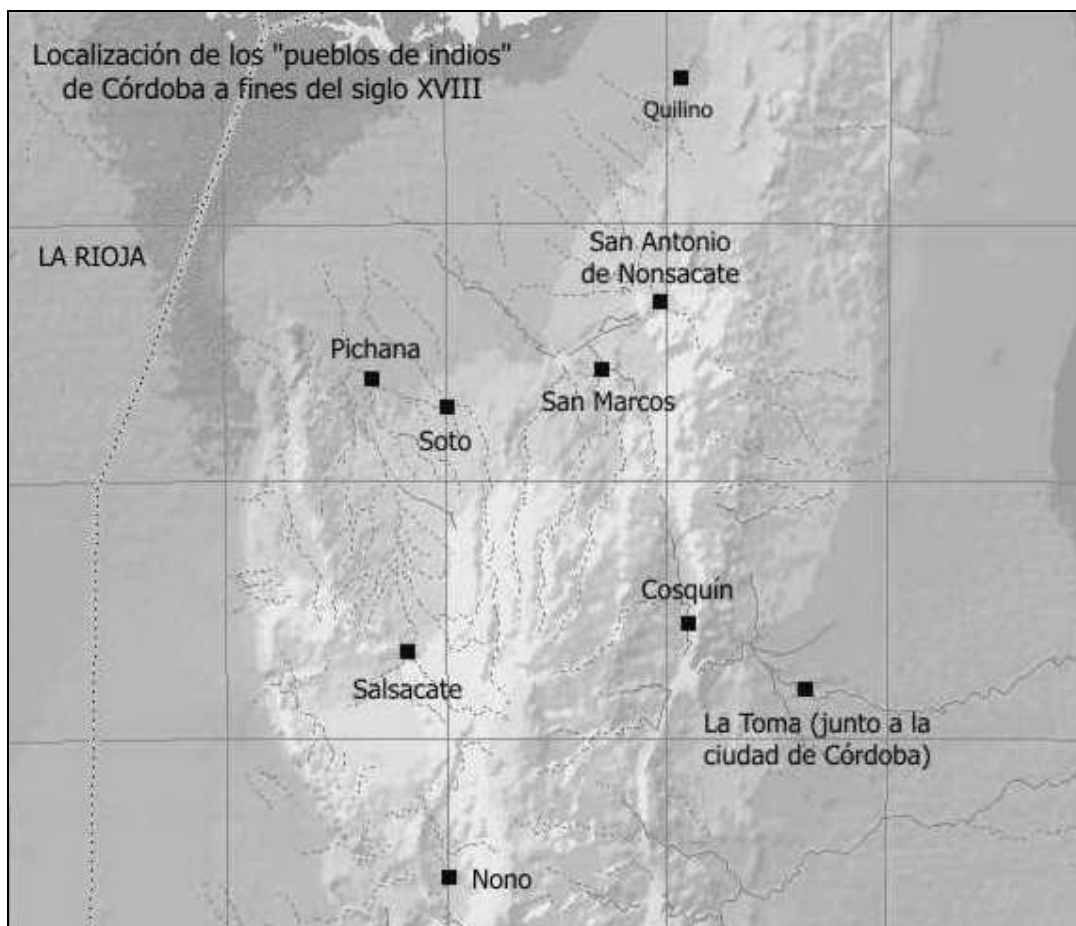 Localización de los "pueblos de indios"
de Córdoba a fines del siglo XVIII
Quilino
LA RIOJA
San Antonio
de Nonsacate
Pichana
San Marcos
Soto
Cosquín
Salsacate
La Toma (junto a la
ciudad de Córdoba)
Nono